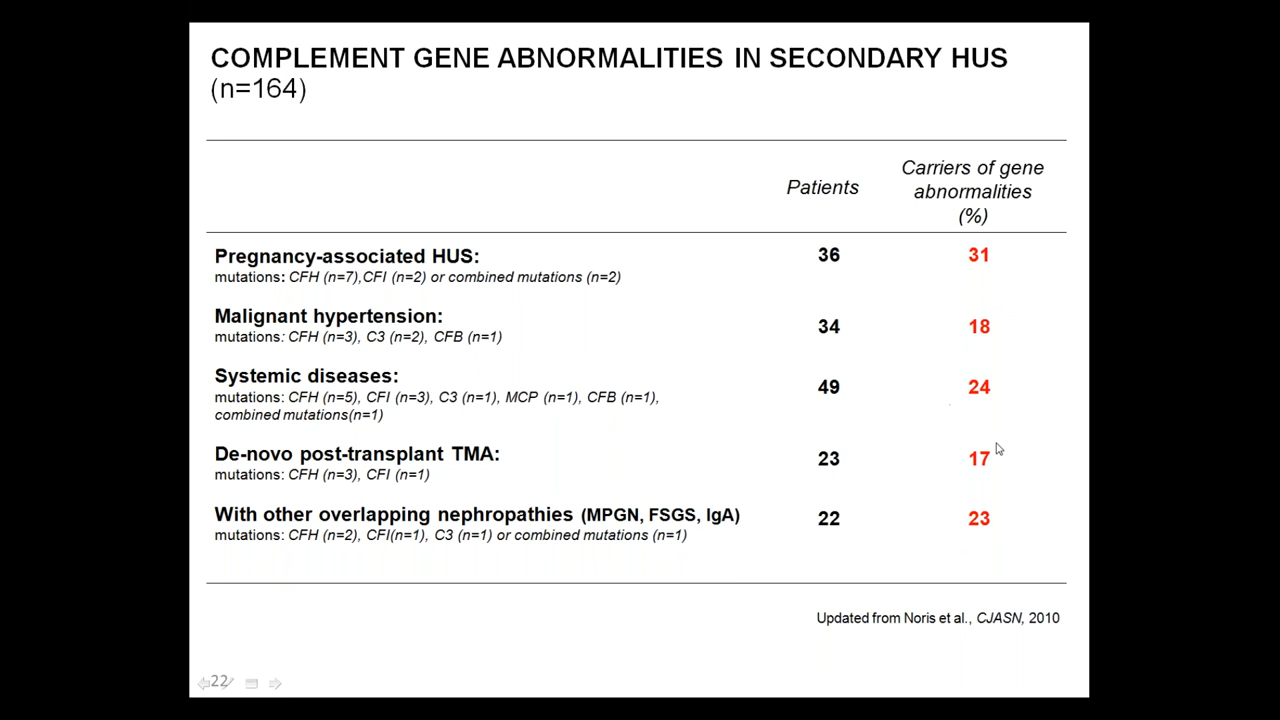 COMPLEMENT GENE ABNORMALITIES IN SECONDARY HUS
(n=164)
Patients
Carriers of gene
abnormalities
(%)
Pregnancy-associated HUS: 36 31
mutations: CFH (n=7),CFI (n=2) or combined mutations (n=2)
Malignant hypertension:
mutations: CFH (n=3), C3 (n=2), CFB (n=1)
34 18
Systemic diseases:
mutations: CFH (n=5), CFI (n=3), C3 (n=1), MCP (n=1), CFB (n=1),
combined mutations(n=1)
49 24
De-novo post-transplant TMA:
mutations: CFH (n=3), CFI (n=1)
23 17
With other overlapping nephropathies (MPGN, FSGS, IgA) 22 23
mutations: CFH (n=2), CFI(n=1), C3 (n=1) or combined mutations (n=1)
Updated from Noris et al., CJASN, 2010
22